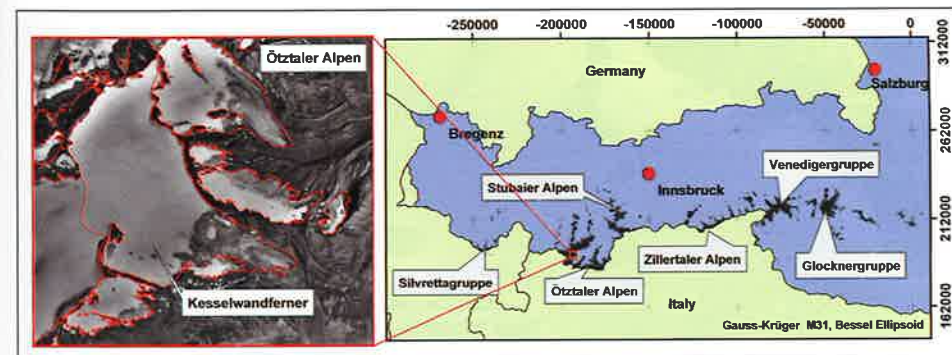 -250000 -200000 -150000 -100000 -50000 0
Ötztaler Alpen
Kesselwandferner
Germany
Salzburg
Bregenz
Venedigergruppe
Stubaier Alpen
Innsbruck
Silvrettagruppe
Ötztaler Alpen
Zillertaler Alpen
Glocknergruppe
Italy
Gauss-Krüger M31, Bessel Ellipsoid
312000
262000
212000
162000